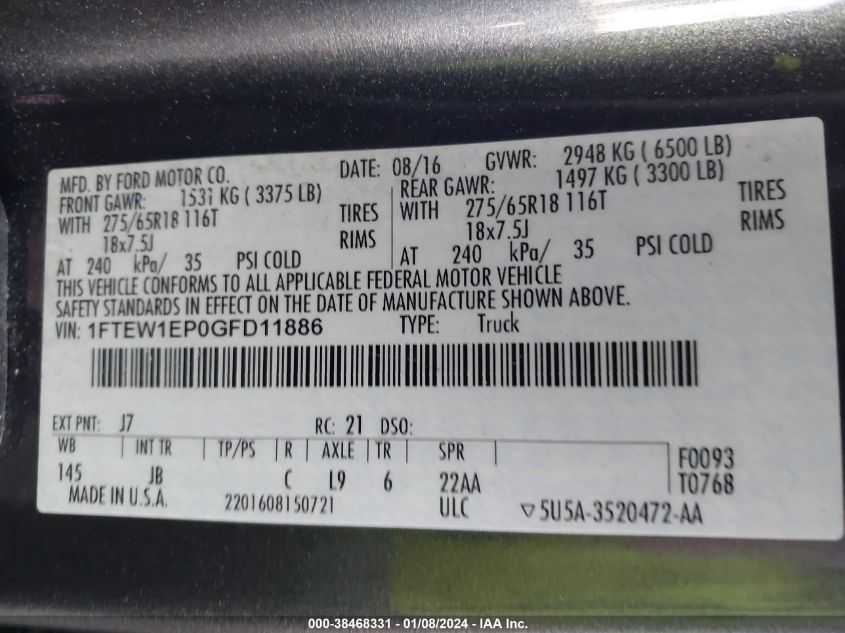 MFD. BY FORD MOTOR CO. DATE: 08/16 GVWR: 2948 KG ( 6500 LB)
FRONT GAWR: 1531 KG ( 3375 LB) REAR GAWR: 1497 KG ( 3300 LB)
WITH 275/65R18 116T TIRES WITH 275/65R18 116T TIRES
18x7.5J RIMS 18x7.5J RIMS
AT 240 kPa/ 35 PSI COLD AT 240 kPa/ 35 PSI COLD
THIS VEHICLE CONFORMS TO ALL APPLICABLE FEDERAL MOTOR VEHICLE
SAFETY STANDARDS IN EFFECT ON THE DATE OF MANUFACTURE SHOWN ABOVE.
VIN: 1FTEW1EP0GFD11886 TYPE: Truck
EXT PNT: J7 RC: 21 DSO:
WB INT TR TP/PS R AXLE TR SPR F0093
145 JB C L9 6 22AA T0768
MADE IN U.S.A. 2201608150721 ULC ▽5U5A-3520472-AA
000-38468331 - 01/08/2024 - IAA Inc.